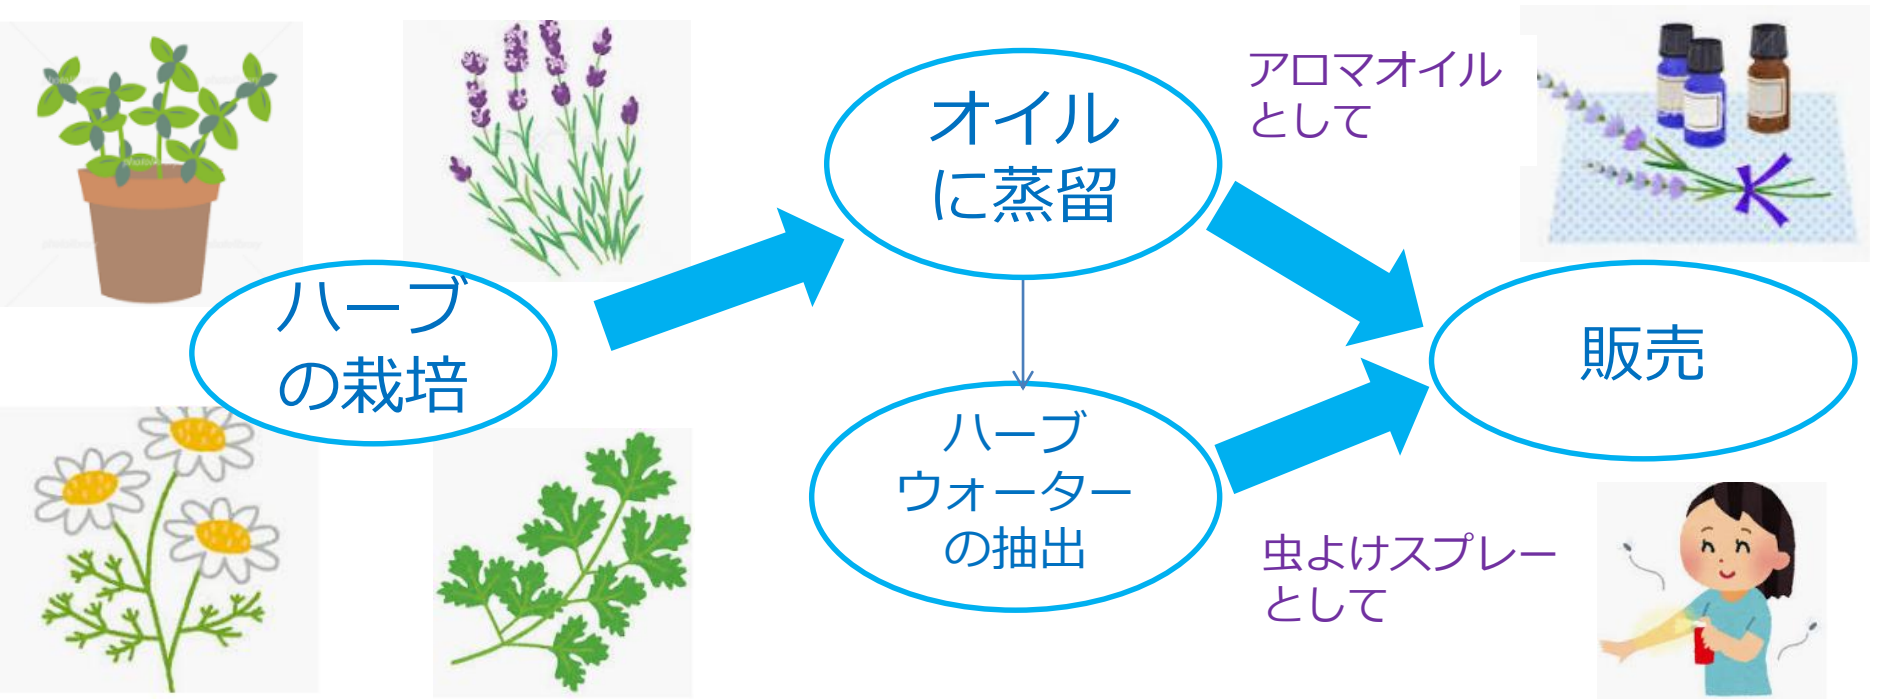 ハーブ
の栽培
オイル
に蒸留
アロマオイル
として
ハーブ
ウォーター
の抽出
虫よけスプレー
として
販売